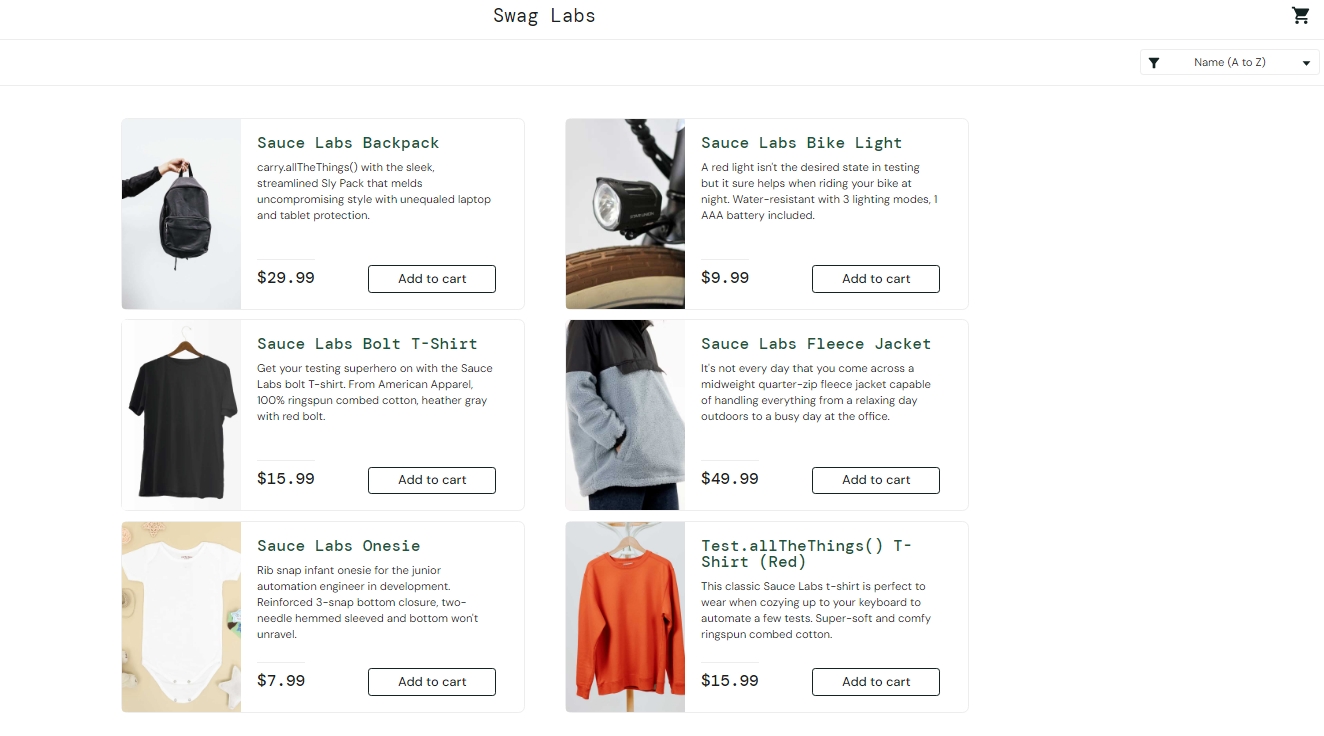 Swag Labs
Name (A to Z)
Sauce Labs Backpack
carry.allTheThings() with the sleek,
streamlined Sly Pack that melds
uncompromising style with unequaled laptop
and tablet protection.
$29.99
Add to cart
Sauce Labs Bike Light
A red light isn't the desired state in testing
but it sure helps when riding your bike at
night. Water-resistant with 3 lighting modes, 1
AAA battery included.
$9.99
Add to cart
Sauce Labs Bolt T-Shirt
Get your testing superhero on with the Sauce
Labs bolt T-shirt. From American Apparel,
100% ringspun combed cotton, heather gray
with red bolt.
$15.99
Add to cart
Sauce Labs Fleece Jacket
It's not every day that you come across a
midweight quarter-zip fleece jacket capable
of handling everything from a relaxing day
outdoors to a busy day at the office.
$49.99
Add to cart
Sauce Labs Onesie
Rib snap infant onesie for the junior
automation engineer in development.
Reinforced 3-snap bottom closure, two-
needle hemmed sleeved and bottom won't
unravel.
$7.99
Add to cart
Test.allTheThings() T-
Shirt (Red)
This classic Sauce Labs t-shirt is perfect to
wear when cozying up to your keyboard to
automate a few tests. Super-soft and comfy
ringspun combed cotton.
$15.99
Add to cart